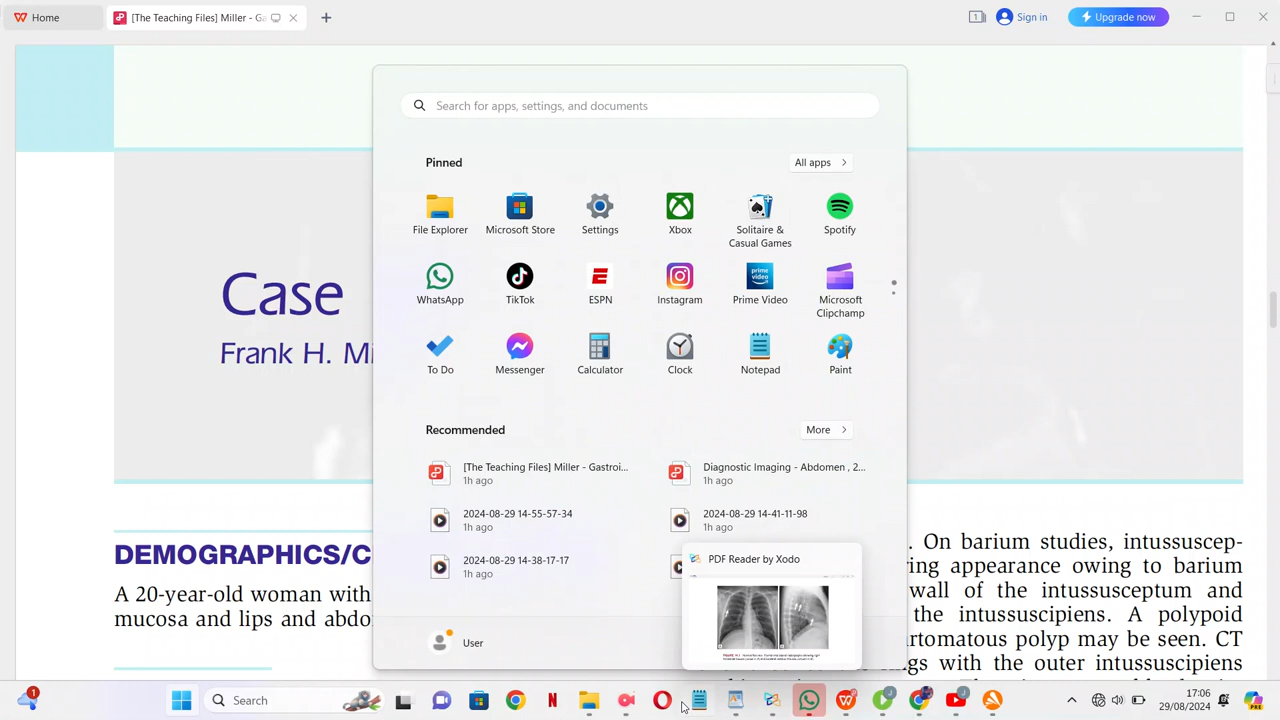 Home
[The Teaching Files] Miller - Ga
1
Sign in
Upgrade now
Case
Frank H. Mi
DEMOGRAPHICS/C
A 20-year-old woman with
mucosa and lips and abdo
Search for apps, settings, and documents
Pinned
All apps
File Explorer
Microsoft Store
Settings
Xbox
Solitaire &
Casual Games
Spotify
WhatsApp
TikTok
ESPN
Instagram
prime
video
Prime Video
Microsoft
Clipchamp
To Do
Messenger
Calculator
Clock
Notepad
Paint
Recommended
More
[The Teaching Files] Miller - Gastroi...
1h ago
Diagnostic Imaging - Abdomen , 2...
1h ago
2024-08-29 14-55-57-34
1h ago
2024-08-29 14-41-11-98
1h ago
2024-08-29 14-38-17-17
1h ago
PDF Reader by Xodo
User
. On barium studies, intussuscep-
ring appearance owing to barium
wall of the intussusceptum and
the intussuscipiens. A polypoid
artomatous polyp may be seen. CT
ngs with the outer intussuscipiens
1
Search
17:06
29/08/2024